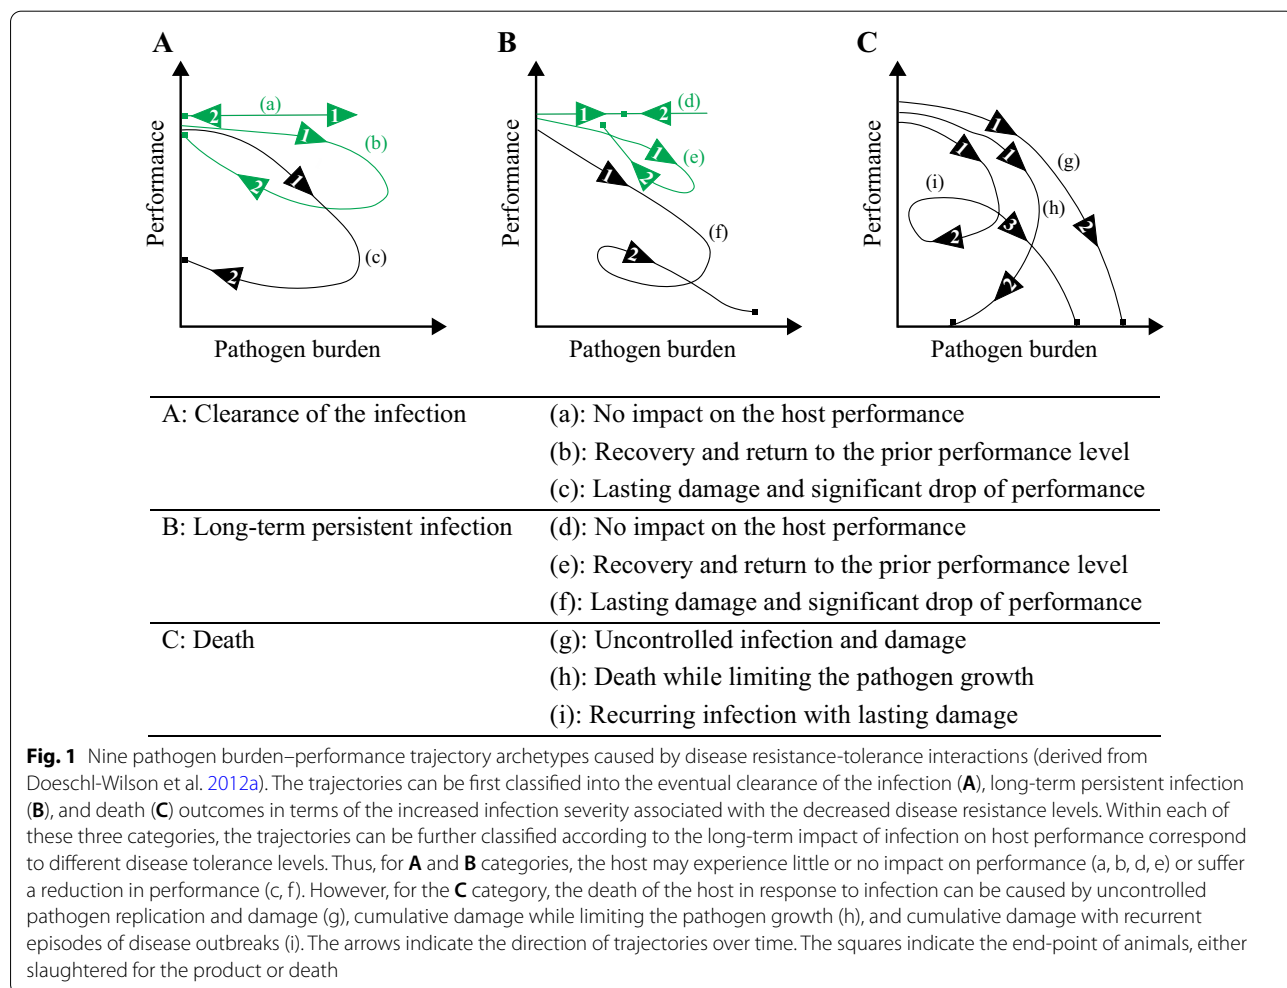 A
B
C
Performance
(a)
2
1
1
(b)
2
1
(c)
2
Pathogen burden
Performance
(d)
1
2
1
(e)
2
1
(f)
2
Pathogen burden
Performance
1
(g)
1
1
(i)
(h)
2
3
2
2
Pathogen burden
A: Clearance of the infection (a): No impact on the host performance
(b): Recovery and return to the prior performance level
(c): Lasting damage and significant drop of performance
B: Long-term persistent infection (d): No impact on the host performance
(e): Recovery and return to the prior performance level
(f): Lasting damage and significant drop of performance
C: Death (g): Uncontrolled infection and damage
(h): Death while limiting the pathogen growth
(i): Recurring infection with lasting damage
Fig. 1 Nine pathogen burden–performance trajectory archetypes caused by disease resistance-tolerance interactions (derived from
Doeschl-Wilson et al. 2012a). The trajectories can be first classified into the eventual clearance of the infection (A), long-term persistent infection
(B), and death (C) outcomes in terms of the increased infection severity associated with the decreased disease resistance levels. Within each of
these three categories, the trajectories can be further classified according to the long-term impact of infection on host performance correspond
to different disease tolerance levels. Thus, for A and B categories, the host may experience little or no impact on performance (a, b, d, e) or suffer
a reduction in performance (c, f). However, for the C category, the death of the host in response to infection can be caused by uncontrolled
pathogen replication and damage (g), cumulative damage while limiting the pathogen growth (h), and cumulative damage with recurrent
episodes of disease outbreaks (i). The arrows indicate the direction of trajectories over time. The squares indicate the end-point of animals, either
slaughtered for the product or death